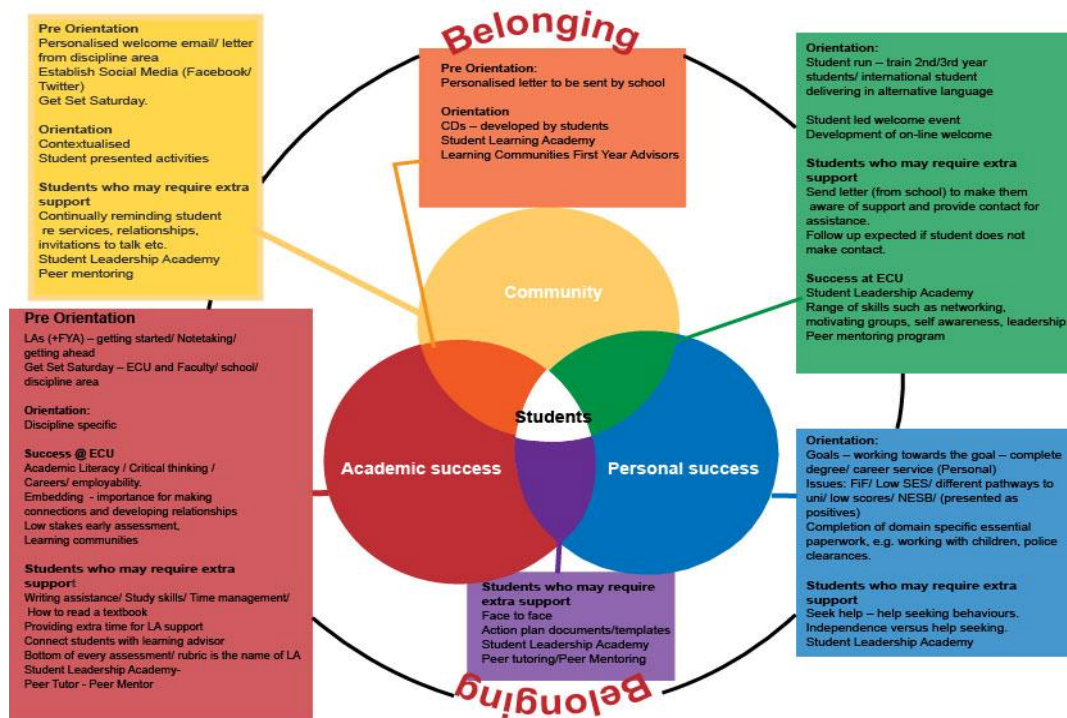 Belonging
Pre Orientation
Personalised welcome email/ letter
from discipline area
Establish Social Media (Facebook/
Twitter)
Get Set Saturday.
Orientation
Contextualised
Student presented activities
Students who may require extra
support
Continually reminding student
re services, relationships,
invitations to talk etc.
Student Leadership Academy
Peer mentoring
Pre Orientation:
Personalised letter to be sent by school
Orientation
CDs – developed by students
Student Learning Academy
Learning Communities First Year Advisors
Orientation:
Student run – train 2nd/3rd year
students/ international student
delivering in alternative language
Student led welcome event
Development of on-line welcome
Students who may require extra
support
Send letter (from school) to make them
aware of support and provide contact for
assistance.
Follow up expected if student does not
make contact.
Success at ECU
Student Leadership Academy
Range of skills such as networking,
motivating groups, self awareness, leadership
Peer mentoring program
Community
Students
Academic success
Personal success
Pre Orientation
LAs (+FYA) – getting started/ Notetaking/
getting ahead
Get Set Saturday – ECU and Faculty/ school/
discipline area
Orientation:
Discipline specific
Success @ ECU
Academic Literacy / Critical thinking /
Careers/ employability.
Embedding - importance for making
connections and developing relationships
Low stakes early assessment,
Learning communities
Students who may require extra
support
Writing assistance/ Study skills/ Time management/
How to read a textbook
Providing extra time for LA support
Connect students with learning advisor
Bottom of every assessment/ rubric is the name of LA
Student Leadership Academy-
Peer Tutor - Peer Mentor
Students who may require
extra support
Face to face
Action plan documents/templates
Student Leadership Academy
Peer tutoring/Peer Mentoring
Orientation:
Goals – working towards the goal – complete
degree/ career service (Personal)
Issues: FiF/ Low SES/ different pathways to
uni/ low scores/ NESB/ (presented as
positives)
Completion of domain specific essential
paperwork, e.g. working with children, police
clearances.
Students who may require extra
support
Seek help – help seeking behaviours.
Independence versus help seeking.
Student Leadership Academy
Belonging